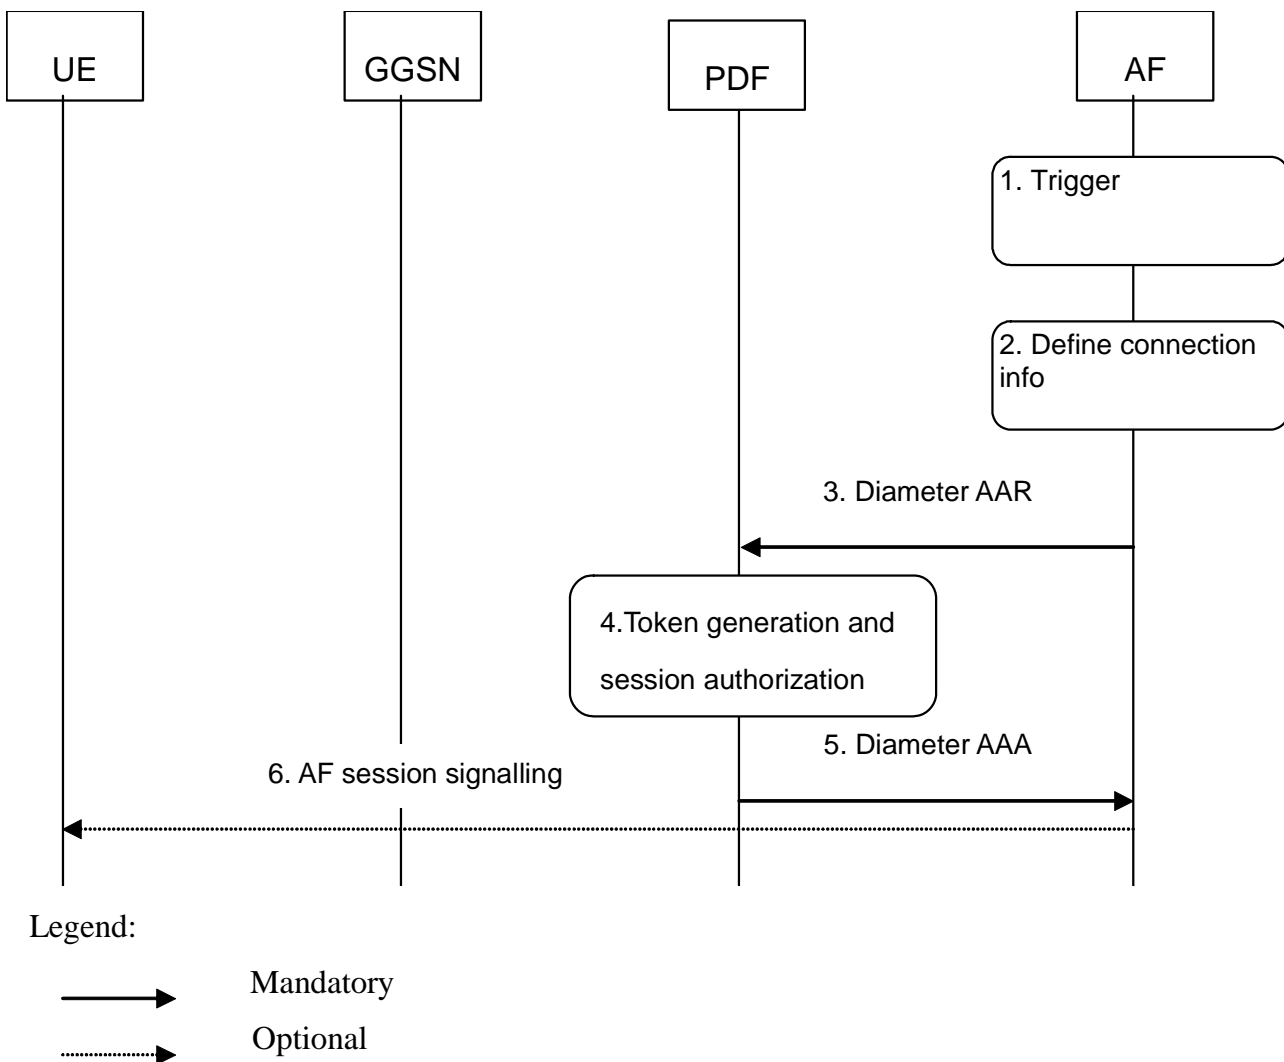 UE
GGSN
PDF
AF
1. Trigger
2. Define connection
info
3. Diameter AAR
4.Token generation and
session authorization
5. Diameter AAA
6. AF session signalling
Legend:
Mandatory
Optional